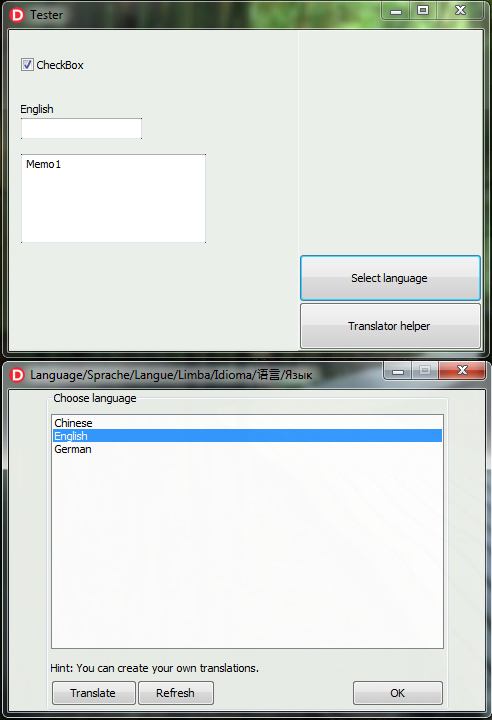 Tester
CheckBox
English
Memo1
Select language
Translator helper
Language/Sprache/Langue/Limba/Idioma/语言/Язык
Choose language
Chinese
English
German
Hint: You can create your own translations.
Translate
Refresh
OK